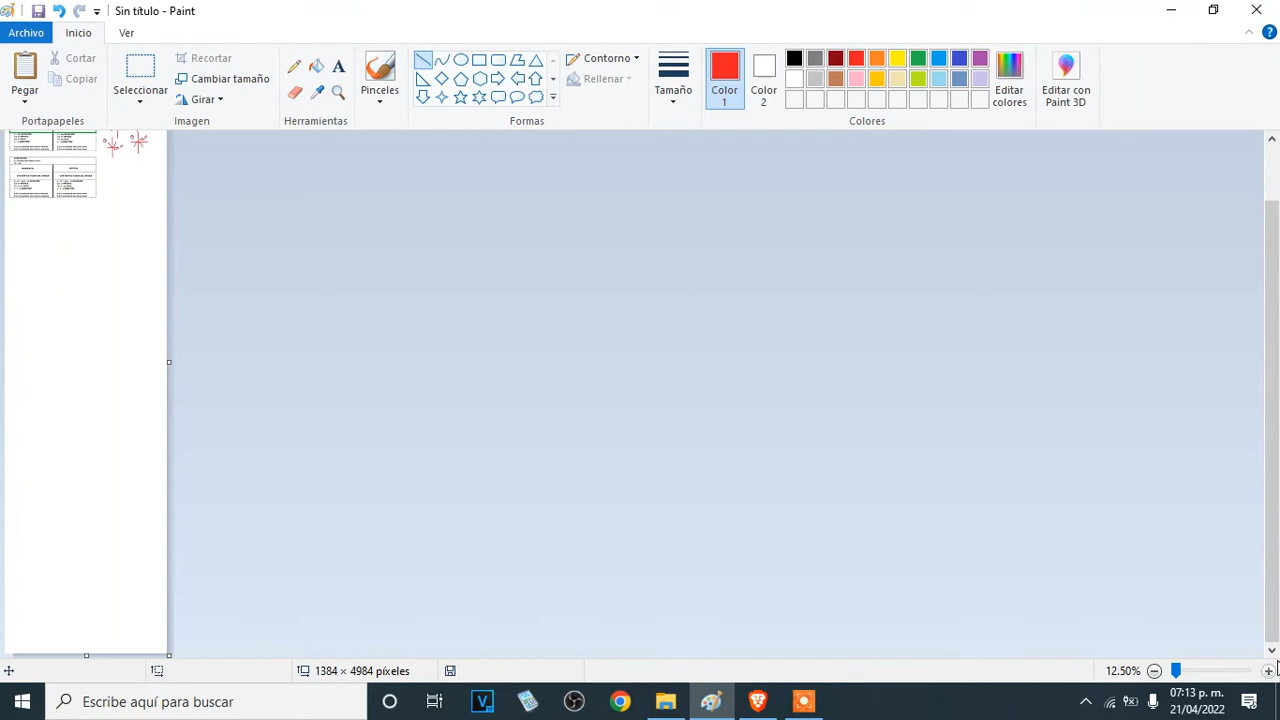 Sin título - Paint
Archivo Inicio Ver
Pegar
Cortar
Copiar
Portapapeles
Seleccionar
Recortar
Cambiar tamaño
Girar
Imagen
A
Herramientas
Pinceles
Contorno
Rellenar
Formas
Tamaño
Color
1
Color
2
Editar
colores
Colores
Editar con
Paint 3D
1384 × 4984 píxeles
12.50%
Escribe aquí para buscar
07:13 p. m.
21/04/2022